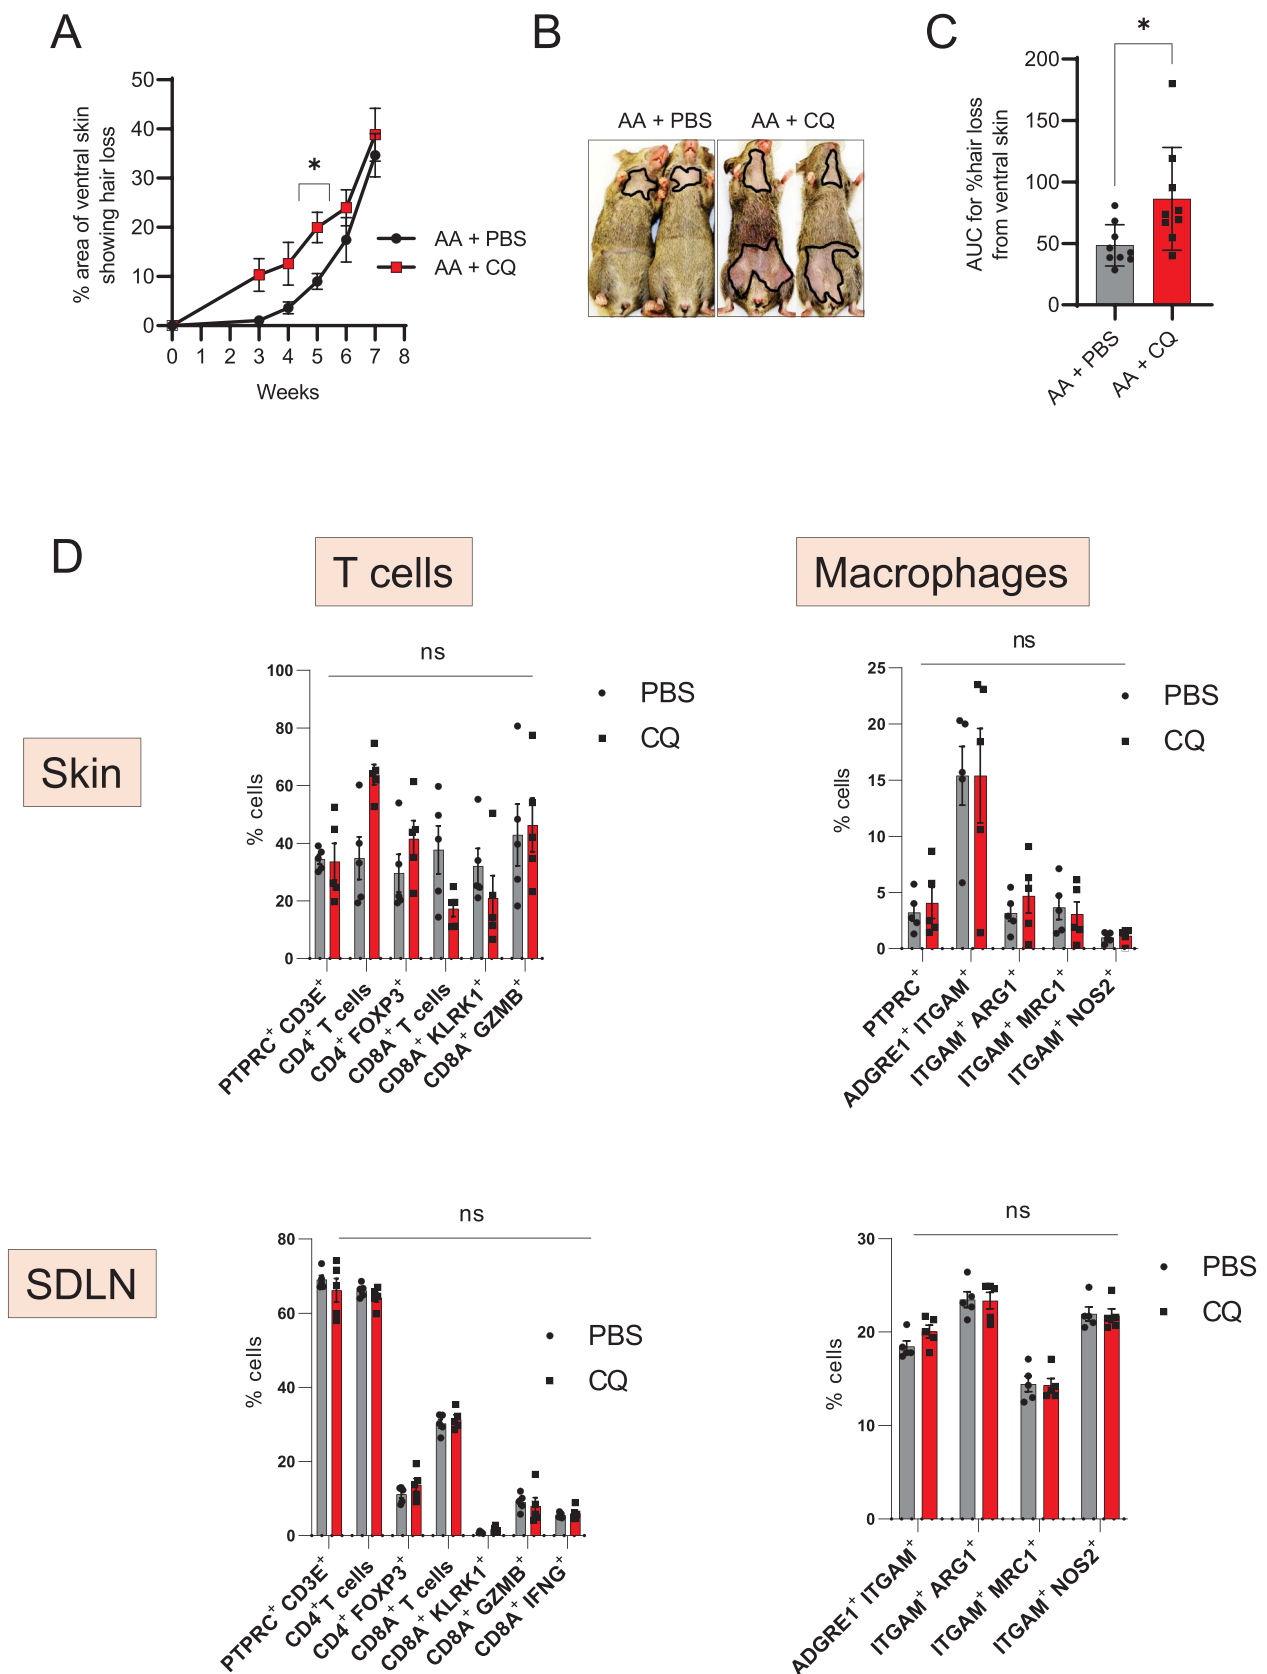 A
B
C
50
40
30
20
10
0
% area of ventral skin
showing hair loss
*
AA + PBS
AA + CQ
0 1 2 3 4 5 6 7 8
Weeks
AA + PBS AA + CQ
*
200
150
100
50
0
AUC for %hair loss
from ventral skin
AA + PBS
AA + CQ
D
T cells
Macrophages
Skin
ns
100
80
60
40
20
0
% cells
PBS
CQ
PTPRC⁺ CD3E⁺
CD4⁺ T cells
CD4⁺ FOXP3⁺
CD8A⁺ T cells
CD8A⁺ KLRK1⁺
CD8A⁺ GZMB⁺
ns
25
20
15
10
5
0
% cells
PBS
CQ
PTPRC⁺
ADGRE1⁺ ITGAM⁺
ITGAM⁺ ARG1⁺
ITGAM⁺ MRC1⁺
ITGAM⁺ NOS2⁺
SDLN
ns
80
60
40
20
0
% cells
PBS
CQ
PTPRC⁺ CD3E⁺
CD4⁺T cells
CD4⁺ FOXP3⁺
CD8A⁺ T cells
CD8A⁺ KLRK1⁺
CD8A⁺ GZMB⁺
CD8A⁺ IFNG⁺
ns
30
20
10
0
% cells
PBS
CQ
ADGRE1⁺ ITGAM⁺
ITGAM⁺ ARG1⁺
ITGAM⁺ MRC1⁺
ITGAM⁺ NOS2⁺